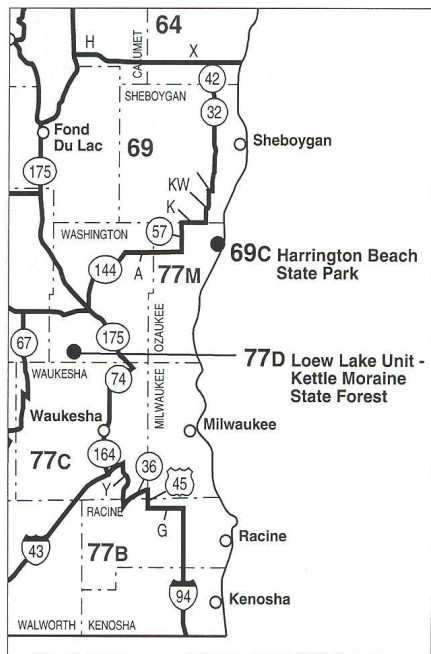 64
H
X
CALUMET
42
SHEBOYGAN
32
Fond
Du Lac
Sheboygan
69
175
KW
K
WASHINGTON
57
69C Harrington Beach
State Park
144
A
77M
OZAUKEE
175
67
77D Loew Lake Unit -
Kettle Moraine
State Forest
WAUKESHA
74
MILWAUKEE
Waukesha
Milwaukee
77C
164
36
45
Y
RACINE
G
43
77B
Racine
94
Kenosha
WALWORTH
KENOSHA